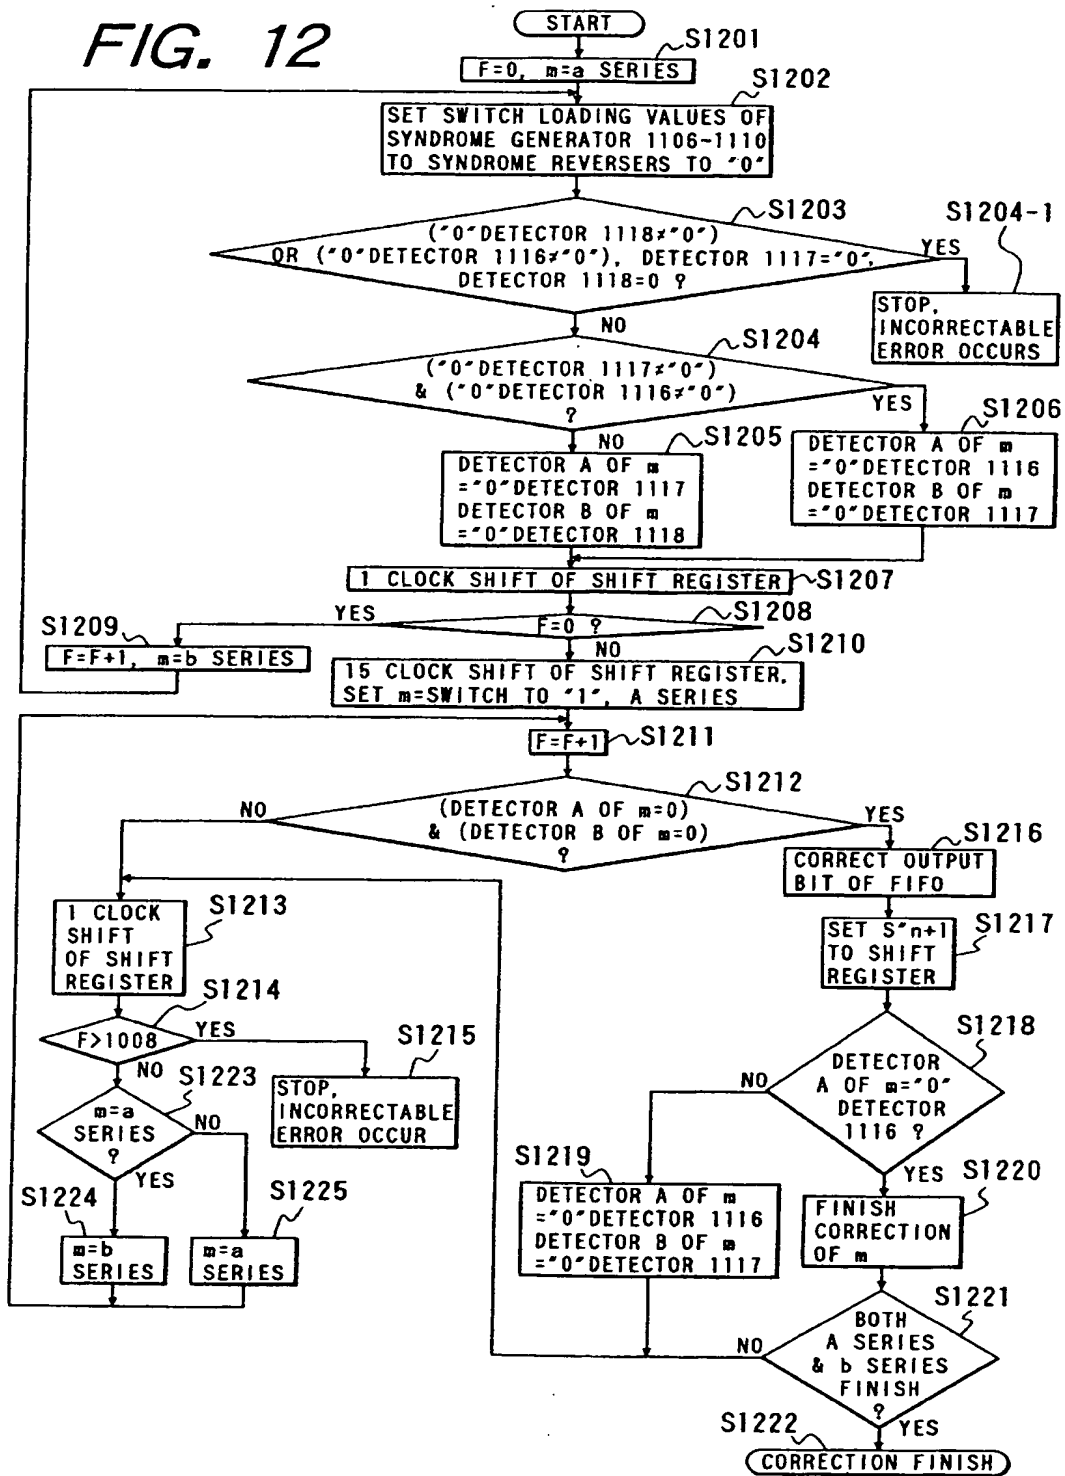 FIG. 12
START
S1201
F=0, m=a SERIES
S1202
SET SWITCH LOADING VALUES OF
SYNDROME GENERATOR 1106~1110
TO SYNDROME REVERSERS TO "0"
S1203
("0"DETECTOR 1118≠"0")
OR ("0"DETECTOR 1116≠"0"), DETECTOR 1117="0",
DETECTOR 1118=0 ?
YES
S1204-1
STOP,
INCORRECTABLE
ERROR OCCURS
NO
S1204
("0"DETECTOR 1117≠"0")
& ("0"DETECTOR 1116≠"0")
?
YES
NO
S1205
DETECTOR A OF m
="0"DETECTOR 1117
DETECTOR B OF m
="0"DETECTOR 1118
S1206
DETECTOR A OF m
="0"DETECTOR 1116
DETECTOR B OF m
="0"DETECTOR 1117
1 CLOCK SHIFT OF SHIFT REGISTER
S1207
S1208
F=0 ?
YES
S1209
F=F+1, m=b SERIES
NO
S1210
15 CLOCK SHIFT OF SHIFT REGISTER,
SET m=SWITCH TO "1", A SERIES
F=F+1
S1211
S1212
(DETECTOR A OF m=0)
& (DETECTOR B OF m=0)
?
NO
YES
S1213
1 CLOCK
SHIFT
OF SHIFT
REGISTER
S1214
F>1008
YES
S1215
STOP,
INCORRECTABLE
ERROR OCCUR
NO
S1223
m=a
SERIES
?
NO
YES
S1224
m=b
SERIES
S1225
m=a
SERIES
S1216
CORRECT OUTPUT
BIT OF FIFO
S1217
SET S"n+1
TO SHIFT
REGISTER
S1218
DETECTOR
A OF m="0"
DETECTOR
1116 ?
NO
YES
S1219
DETECTOR A OF m
="0"DETECTOR 1116
DETECTOR B OF m
="0"DETECTOR 1117
S1220
FINISH
CORRECTION
OF m
S1221
BOTH
A SERIES
& b SERIES
FINISH
?
NO
YES
S1222
CORRECTION FINISH